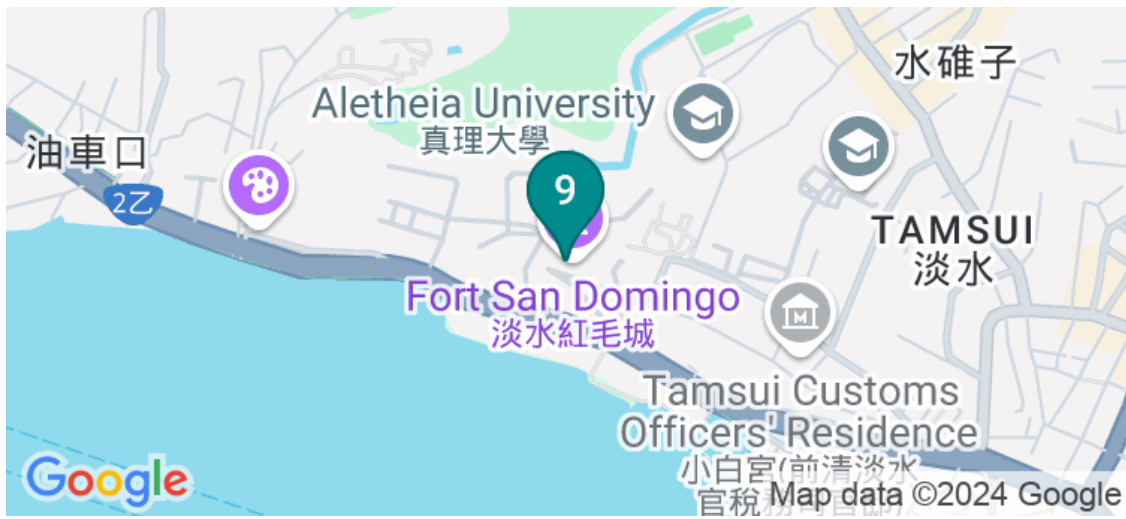 水碓子
Aletheia University
真理大學
油車口
2乙
9
TAMSUI
淡水
Fort San Domingo
淡水紅毛城
Tamsui Customs
Officers' Residence
小白宮(前清淡水
官稅
Google
Map data ©2024 Google